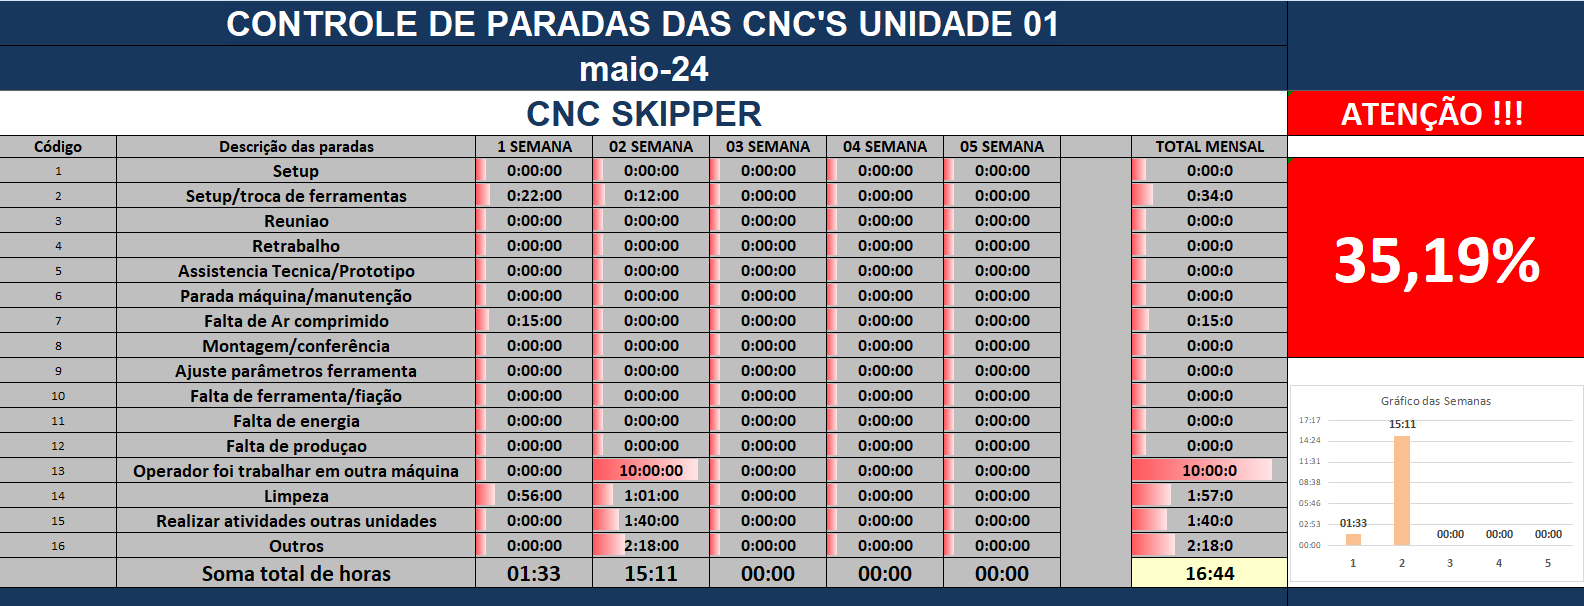 CONTROLE DE PARADAS DAS CNC'S UNIDADE 01
maio-24
CNC SKIPPER
ATENÇÃO !!!
Código Descrição das paradas 1 SEMANA 02 SEMANA 03 SEMANA 04 SEMANA 05 SEMANA TOTAL MENSAL
1 Setup 0:00:00 0:00:00 0:00:00 0:00:00 0:00:00 0:00:0
2 Setup/troca de ferramentas 0:22:00 0:12:00 0:00:00 0:00:00 0:00:00 0:34:0
3 Reuniao 0:00:00 0:00:00 0:00:00 0:00:00 0:00:00 0:00:0
4 Retrabalho 0:00:00 0:00:00 0:00:00 0:00:00 0:00:00 0:00:0
5 Assistencia Tecnica/Prototipo 0:00:00 0:00:00 0:00:00 0:00:00 0:00:00 0:00:0
6 Parada máquina/manutenção 0:00:00 0:00:00 0:00:00 0:00:00 0:00:00 0:00:0
7 Falta de Ar comprimido 0:15:00 0:00:00 0:00:00 0:00:00 0:00:00 0:15:0
8 Montagem/conferência 0:00:00 0:00:00 0:00:00 0:00:00 0:00:00 0:00:0
9 Ajuste parâmetros ferramenta 0:00:00 0:00:00 0:00:00 0:00:00 0:00:00 0:00:0
10 Falta de ferramenta/fiação 0:00:00 0:00:00 0:00:00 0:00:00 0:00:00 0:00:0
11 Falta de energia 0:00:00 0:00:00 0:00:00 0:00:00 0:00:00 0:00:0
12 Falta de produçao 0:00:00 0:00:00 0:00:00 0:00:00 0:00:00 0:00:0
13 Operador foi trabalhar em outra máquina 0:00:00 10:00:00 0:00:00 0:00:00 0:00:00 10:00:0
14 Limpeza 0:56:00 1:01:00 0:00:00 0:00:00 0:00:00 1:57:0
15 Realizar atividades outras unidades 0:00:00 1:40:00 0:00:00 0:00:00 0:00:00 1:40:0
16 Outros 0:00:00 2:18:00 0:00:00 0:00:00 0:00:00 2:18:0
Soma total de horas 01:33 15:11 00:00 00:00 00:00 16:44
35,19%
Gráfico das Semanas
17:17
15:11
14:24
11:31
08:38
05:46
02:53
01:33 00:00 00:00 00:00
00:00
1 2 3 4 5